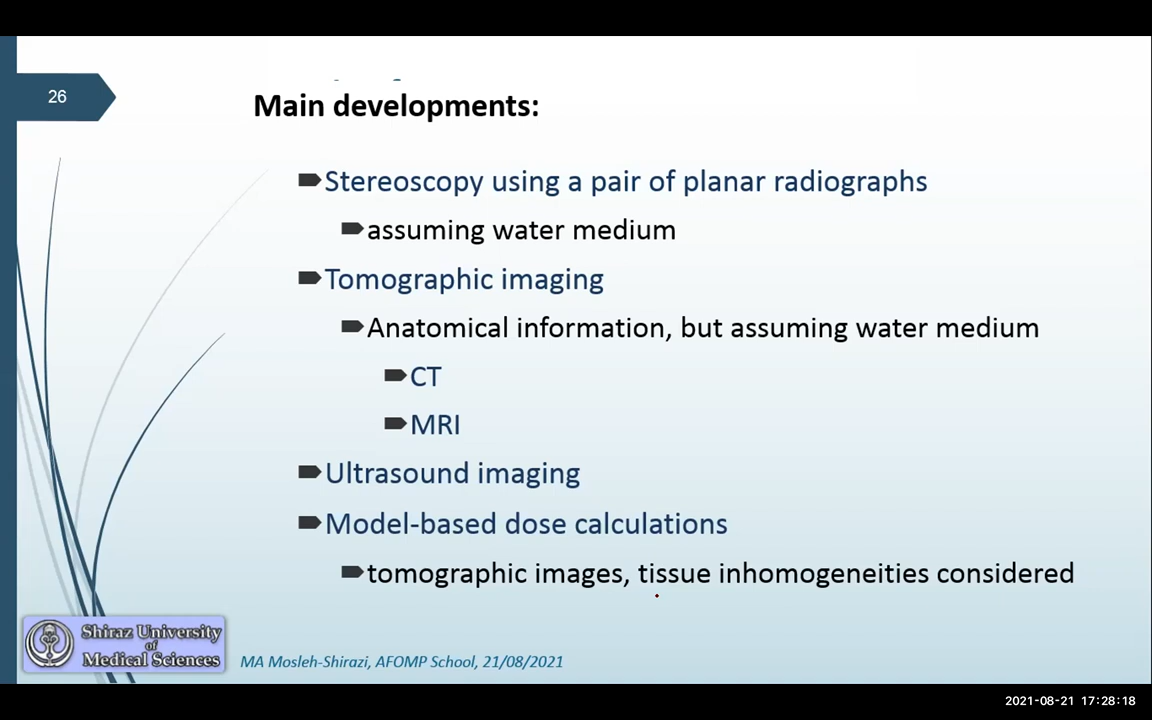 26
Main developments:
Stereoscopy using a pair of planar radiographs
assuming water medium
Tomographic imaging
Anatomical information, but assuming water medium
CT
MRI
Ultrasound imaging
Model-based dose calculations
tomographic images, tissue inhomogeneities considered
Shiraz University
of
Medical Sciences
MA Mosleh-Shirazi, AFOMP School, 21/08/2021
2021-08-21 17:28:18